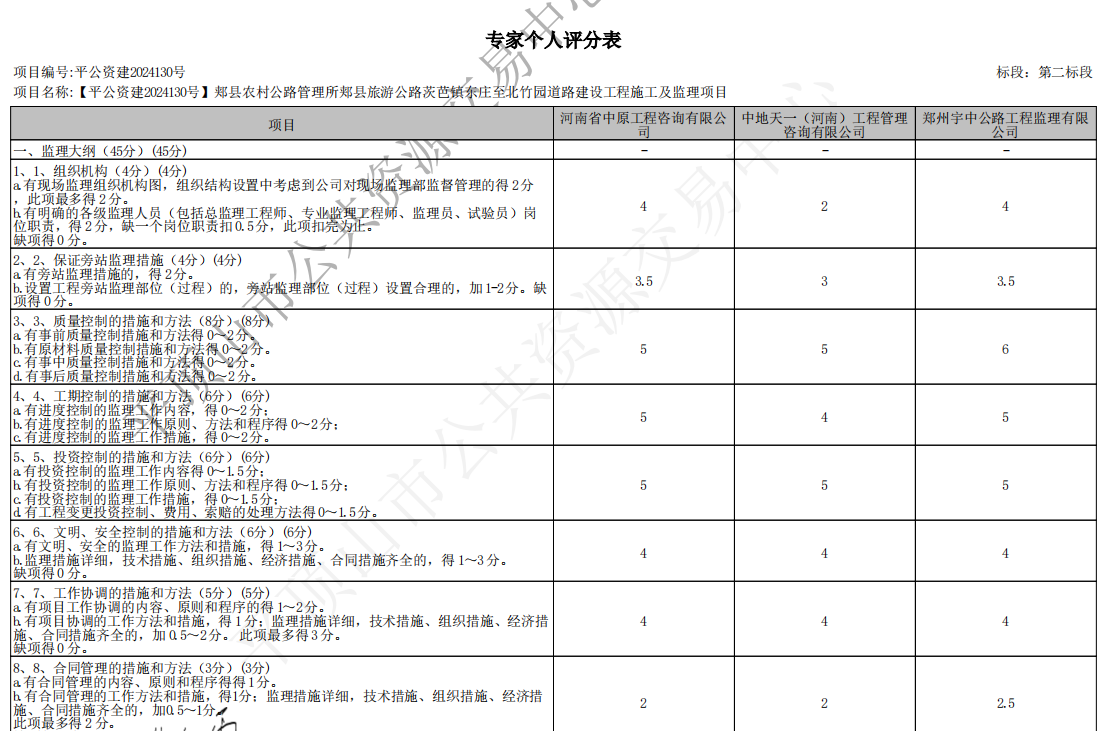 专家个人评分表
项目编号:平公资建2024130号
标段：第二标段
项目名称:【平公资建2024130号】郏县农村公路管理所郏县旅游公路茨芭镇东庄至北竹园道路建设工程施工及监理项目
项目
河南省中原工程咨询有限公
司
中地天一（河南）工程管理
咨询有限公司
郑州宇中公路工程监理有限
公司
一、监理大纲（45分）(45分)
-
-
-
1、1、组织机构（4分）(4分)
a.有现场监理组织机构图，组织结构设置中考虑到公司对现场监理部监督管理的得2分
，此项最多得2分。
b.有明确的各级监理人员（包括总监理工程师、专业监理工程师、监理员、试验员）岗
位职责，得2分，缺一个岗位职责扣0.5分，此项扣完为止。
缺项得0分。
4
2
4
2、2、保证旁站监理措施（4分）(4分)
a.有旁站监理措施的，得2分。
b.设置工程旁站监理部位（过程）的，旁站监理部位（过程）设置合理的，加1-2分。缺
项得0分。
3.5
3
3.5
3、3、质量控制的措施和方法（8分）(8分)
a.有事前质量控制措施和方法得0～2分。
b.有原材料质量控制措施和方法得0～2分。
c.有事中质量控制措施和方法得0～2分。
d.有事后质量控制措施和方法得0～2分。
5
5
6
4、4、工期控制的措施和方法（6分）(6分)
a.有进度控制的监理工作内容，得0～2分；
b.有进度控制的监理工作原则、方法和程序得0～2分；
c.有进度控制的监理工作措施，得0～2分。
5
4
5
5、5、投资控制的措施和方法（6分）(6分)
a.有投资控制的监理工作内容得0～1.5分；
b.有投资控制的监理工作原则、方法和程序得0～1.5分；
c.有投资控制的监理工作措施，得0～1.5分；
d.有工程变更投资控制、费用、索赔的处理方法得0～1.5分。
5
5
5
6、6、文明、安全控制的措施和方法（6分）(6分)
a.有文明、安全的监理工作方法和措施，得1～3分。
b.监理措施详细，技术措施、组织措施、经济措施、合同措施齐全的，得1～3分。
缺项得0分。
4
4
4
7、7、工作协调的措施和方法（5分）(5分)
a.有项目工作协调的内容、原则和程序的得1～2分。
b.有项目协调的工作方法和措施，得1分；监理措施详细，技术措施、组织措施、经济措
施、合同措施齐全的，加0.5～2分。此项最多得3分。
缺项得0分。
4
4
4
8、8、合同管理的措施和方法（3分）(3分)
a.有合同管理的内容、原则和程序得得1分。
b.有合同管理的工作方法和措施，得1分；监理措施详细，技术措施、组织措施、经济措
施、合同措施齐全的，加0.5～1分。
此项最多得2分。
2
2
2.5
平顶山市公共资源交易中心
平顶山市公共资源交易中心